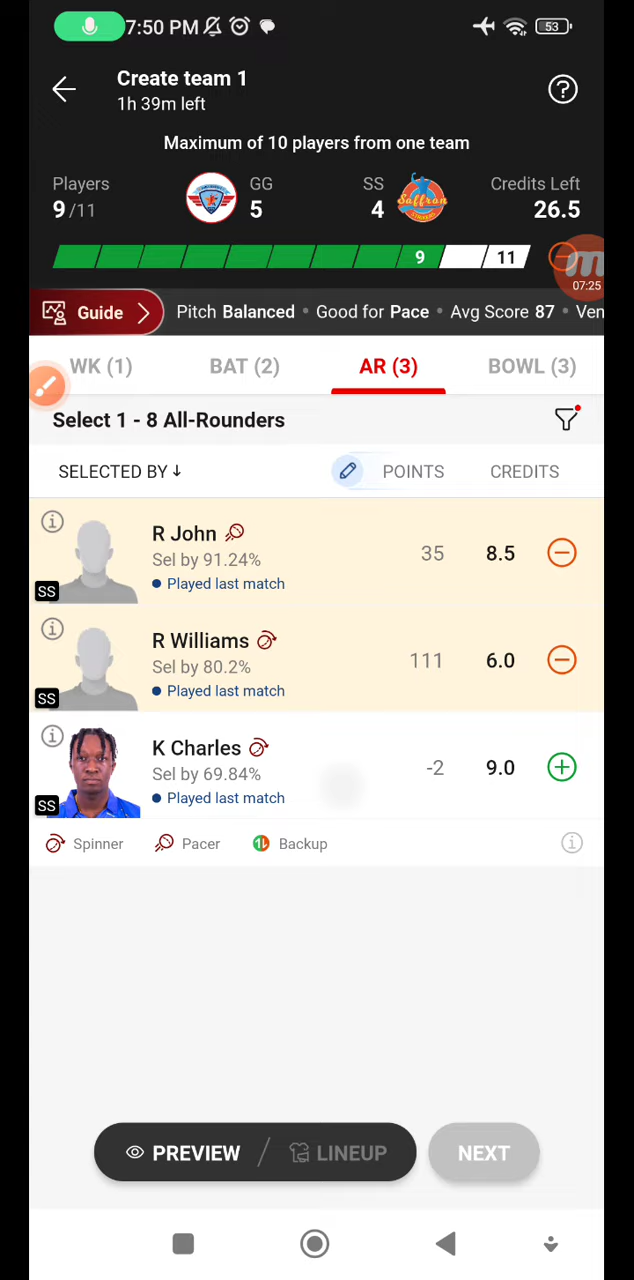 7:50 PM
53
Create team 1
1h 39m left
Maximum of 10 players from one team
Players
9/11
GG
5
SS
4
Saffron
Credits Left
26.5
9
11
07:25
Guide
Pitch Balanced • Good for Pace • Avg Score 87 • Ven
WK (1)
BAT (2)
AR (3)
BOWL (3)
Select 1 - 8 All-Rounders
SELECTED BY ↓
POINTS
CREDITS
R John
Sel by 91.24%
Played last match
SS
35
8.5
R Williams
Sel by 80.2%
Played last match
SS
111
6.0
K Charles
Sel by 69.84%
Played last match
SS
-2
9.0
Spinner
Pacer
Backup
PREVIEW / LINEUP
NEXT